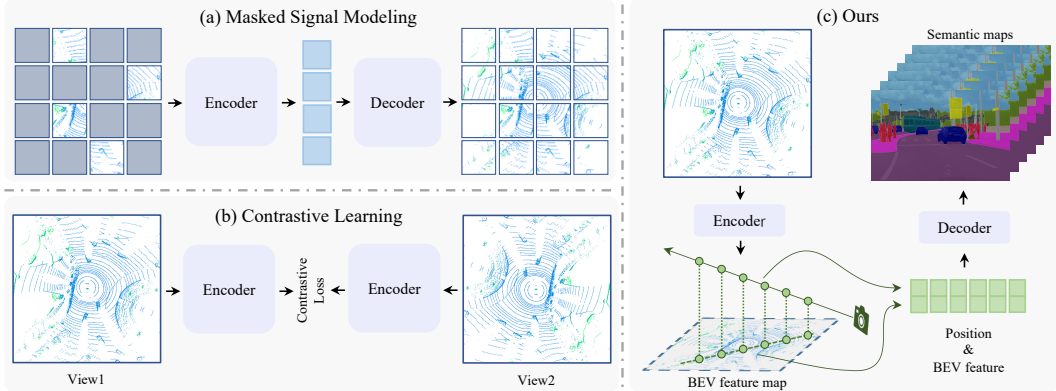 (a) Masked Signal Modeling
Encoder
Decoder
(b) Contrastive Learning
Encoder
Contrastive
Loss
Encoder
View1
View2
(c) Ours
Semantic maps
Encoder
Decoder
Position
&
BEV feature
BEV feature map